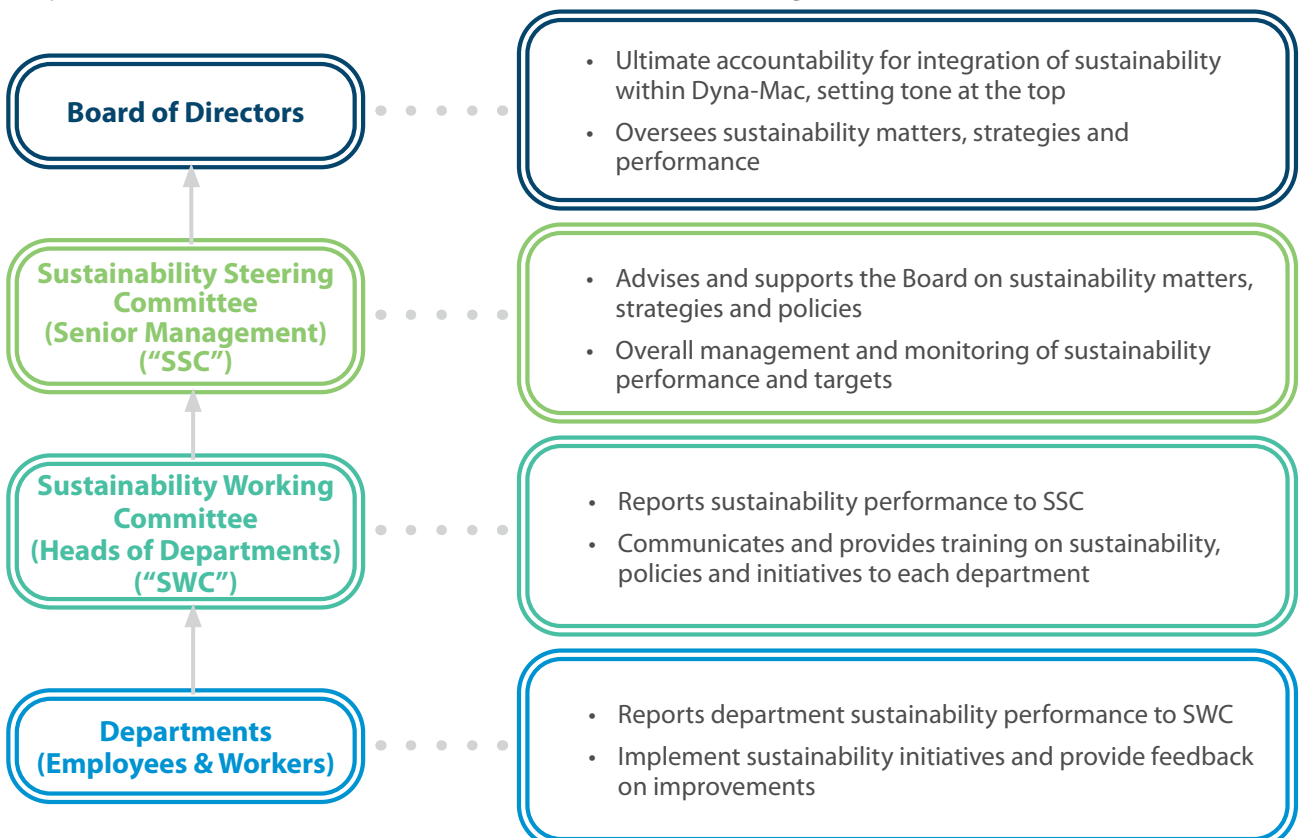 Board of Directors
• Ultimate accountability for integration of sustainability
within Dyna-Mac, setting tone at the top
• Oversees sustainability matters, strategies and
performance
Sustainability Steering
Committee
(Senior Management)
(“SSC”)
• Advises and supports the Board on sustainability matters,
strategies and policies
• Overall management and monitoring of sustainability
performance and targets
Sustainability Working
Committee
(Heads of Departments)
(“SWC”)
• Reports sustainability performance to SSC
• Communicates and provides training on sustainability,
policies and initiatives to each department
Departments
(Employees & Workers)
• Reports department sustainability performance to SWC
• Implement sustainability initiatives and provide feedback
on improvements